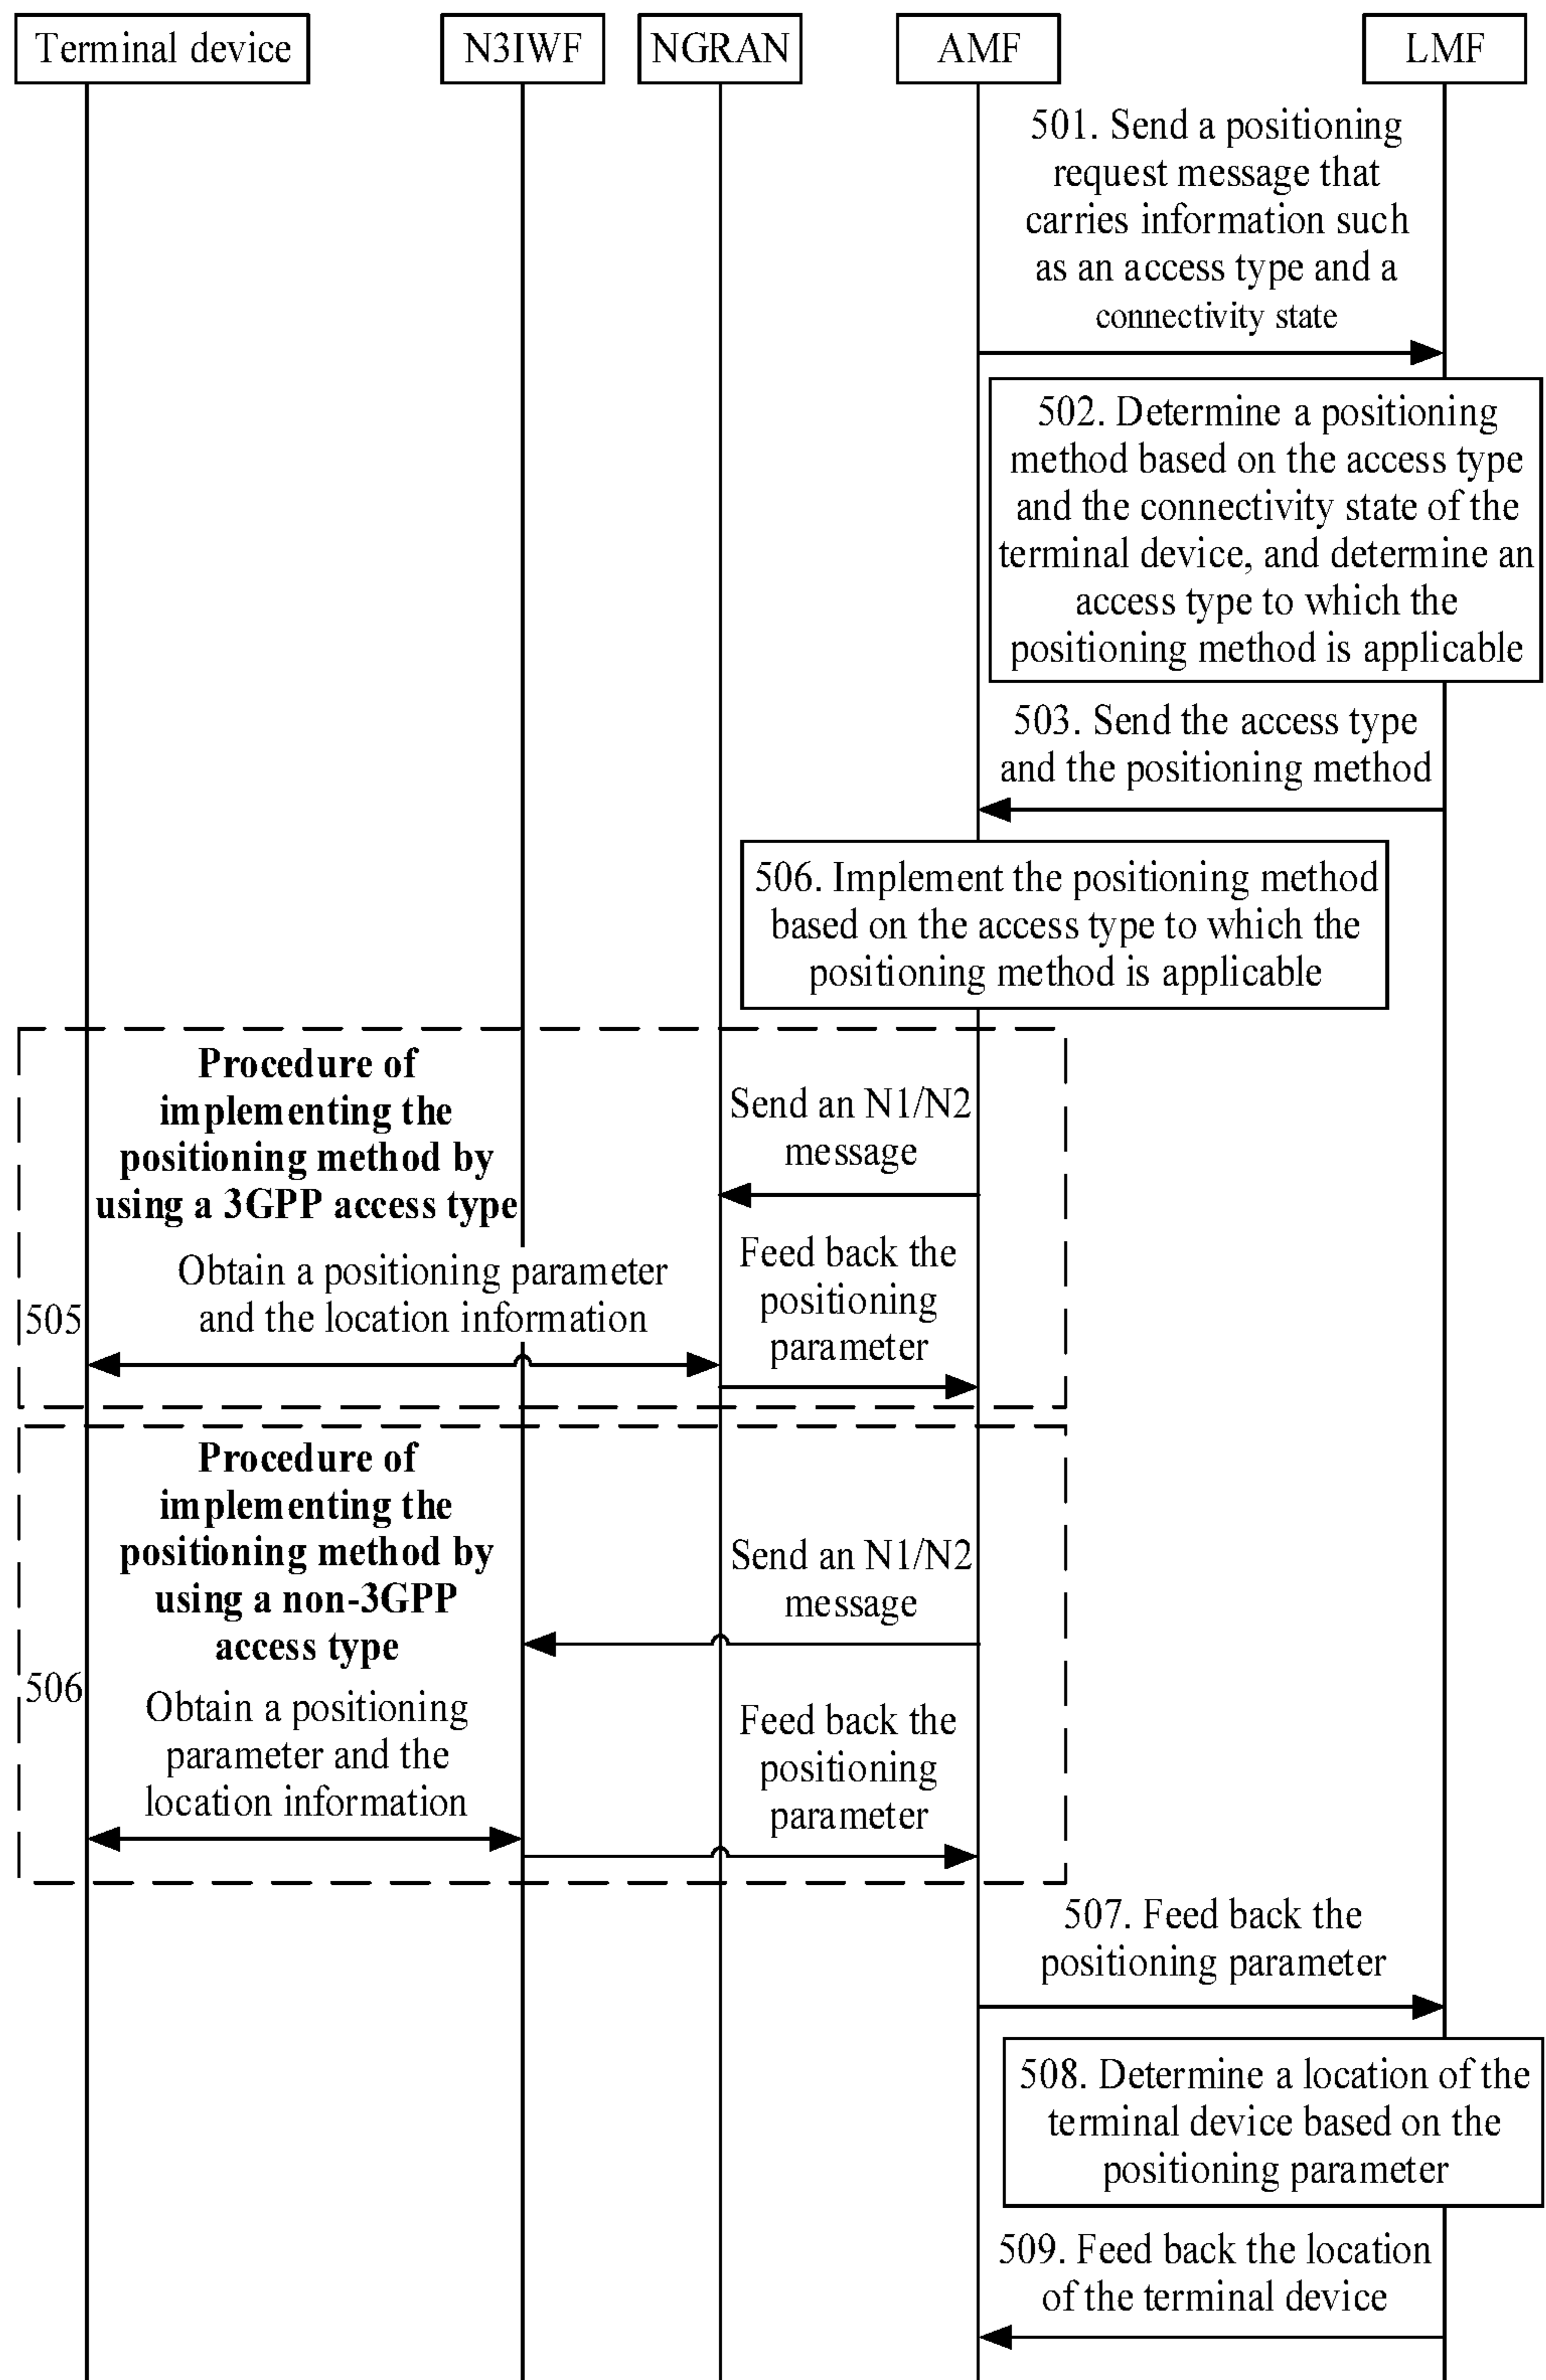 Terminal device
N3IWF
NGRAN
AMF
LMF
501. Send a positioning
request message that
carries information such
as an access type and a
connectivity state
502. Determine a positioning
method based on the access type
and the connectivity state of the
terminal device, and determine an
access type to which the
positioning method is applicable
503. Send the access type
and the positioning method
506. Implement the positioning method
based on the access type to which the
positioning method is applicable
Procedure of
implementing the
positioning method by
using a 3GPP access type
Send an N1/N2
message
Obtain a positioning parameter
and the location information
Feed back the
positioning
parameter
505
Procedure of
implementing the
positioning method by
using a non-3GPP
access type
Send an N1/N2
message
506
Obtain a positioning
parameter and the
location information
Feed back the
positioning
parameter
507. Feed back the
positioning parameter
508. Determine a location of the
terminal device based on the
positioning parameter
509. Feed back the location
of the terminal device